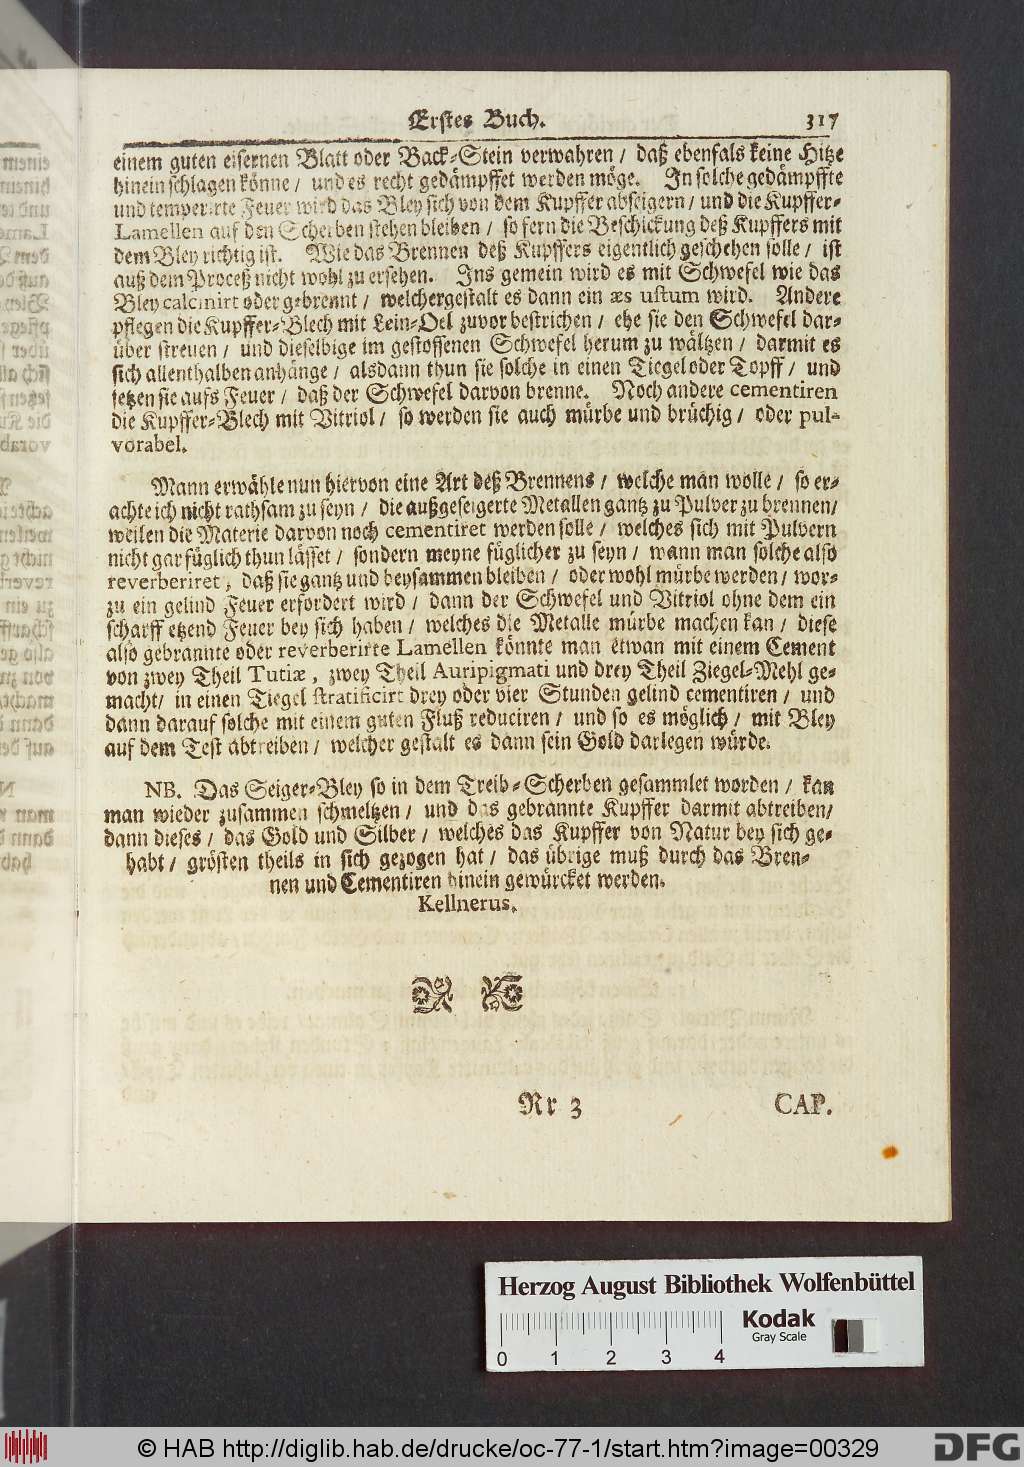 Erstes Buch. 317
einem guten eisernen Blatt oder Back-Stein verwahren / daß ebenfals keine Hitze
hinein schlagen könne / und es recht gedämpffet werden möge. In solche gedämpffte
und temperirte Feuer wird das Bley sich von dem Kupffer abseigern / und die Kupffer-
Lamellen auf den Scherben stehen bleiben / so fern die Beschickung deß Kupffers mit
dem Bley richtig ist. Wie das Brennen deß Kupffers eigentlich geschehen solle / ist
auß dem Proceß nicht wohl zu ersehen. Ins gemein wird es mit Schwefel wie das
Bley calcinirt oder gebrennt / welchergestalt es dann ein æs ustum wird. Andere
pflegen die Kupffer-Blech mit Lein-Oel zuvor bestrichen / ehe sie den Schwefel dar-
über streuen / und dieselbige im gestossenen Schwefel herum zu wältzen / darmit es
sich allenthalben anhänge / alsdann thun sie solche in einen Tiegel oder Topff / und
setzen sie aufs Feuer / daß der Schwefel darvon brenne. Noch andere cementiren
die Kupffer-Blech mit Vitriol / so werden sie auch mürbe und brüchig / oder pul-
vorabel.
Mann erwähle nun hiervon eine Art deß Brennens / welche man wolle / so er-
achte ich nicht rathsam zu seyn / die außgeseigerte Metallen gantz zu Pulver zu brennen /
weilen die Materie darvon noch cementiret werden solle / welches sich mit Pulvern
nicht gar füglich thun lässet / sondern meyne füglicher zu seyn / wann man solche also
reverberiret, daß sie gantz und beysammen bleiben / oder wohl mürbe werden / wor-
zu ein gelind Feuer erfordert wird / dann der Schwefel und Vitriol ohne dem ein
scharff etzend Feuer bey sich haben / welches die Metalle mürbe machen kan / diese
also gebrannte oder reverberirte Lamellen könnte man etwan mit einem Cement
von zwey Theil Tutiæ, zwey Theil Auripigmati und drey Theil Ziegel-Mehl ge-
macht / in einen Tiegel stratificirt drey oder vier Stunden gelind cementiren / und
dann darauf solche mit einem guten Fluß reduciren / und so es möglich / mit Bley
auf dem Test abtreiben / welcher gestalt es dann sein Gold darlegen würde.
NB. Das Seiger-Bley so in dem Treib-Scherben gesammlet worden / kan
man wieder zusammen schmeltzen / und das gebrannte Kupffer darmit abtreiben /
dann dieses / das Gold und Silber / welches das Kupffer von Natur bey sich ge-
habt / grösten theils in sich gezogen hat / das übrige muß durch das Bren-
nen und Cementiren hinein gewürcket werden.
Kellnerus.
Rr 3 CAP.
Herzog August Bibliothek Wolfenbüttel
Kodak
Gray Scale
0 1 2 3 4
© HAB http://diglib.hab.de/drucke/oc-77-1/start.htm?image=00329
DFG